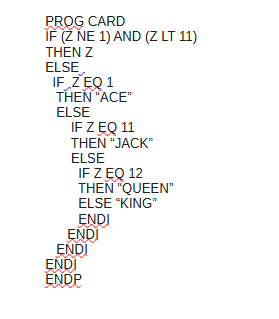 PROG CARD
IF (Z NE 1) AND (Z LT 11)
THEN Z
ELSE
IF Z EQ 1
THEN “ACE”
ELSE
IF Z EQ 11
THEN “JACK”
ELSE
IF Z EQ 12
THEN “QUEEN”
ELSE “KING”
ENDI
ENDI
ENDI
ENDI
ENDP